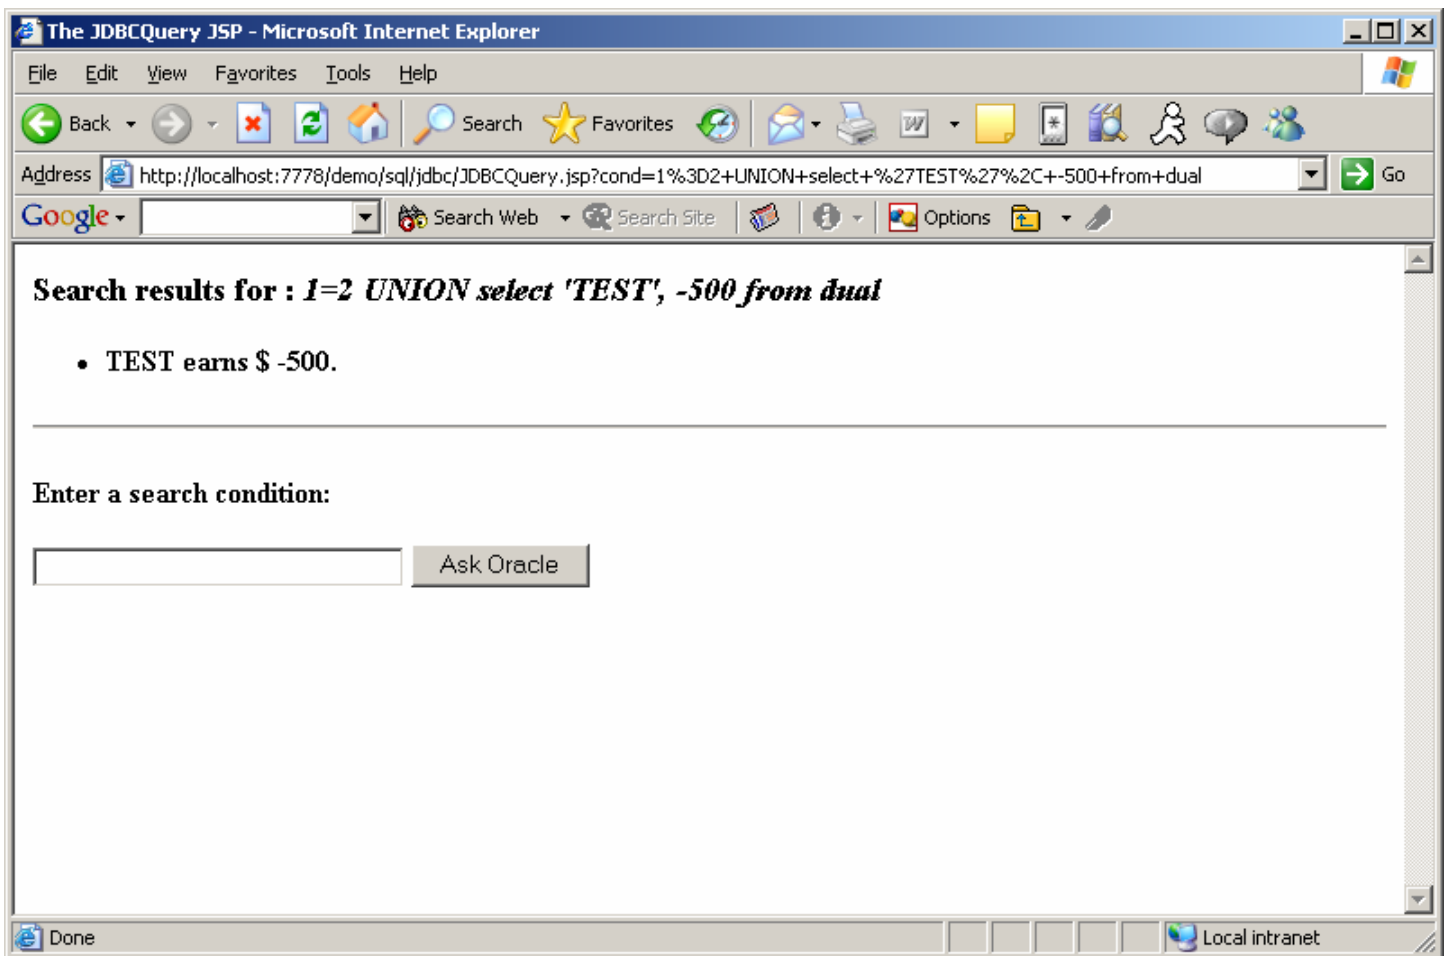 The JDBCQuery JSP - Microsoft Internet Explorer
File Edit View Favorites Tools Help
Back Search Favorites
Address http://localhost:7778/demo/sql/jdbc/JDBCQuery.jsp?cond=1%3D2+UNION+select+%27TEST%27%2C+-500+from+dual Go
Google Search Web Search Site Options
Search results for : 1=2 UNION select 'TEST', -500 from dual
• TEST earns $ -500.
Enter a search condition:
Ask Oracle
Done Local intranet